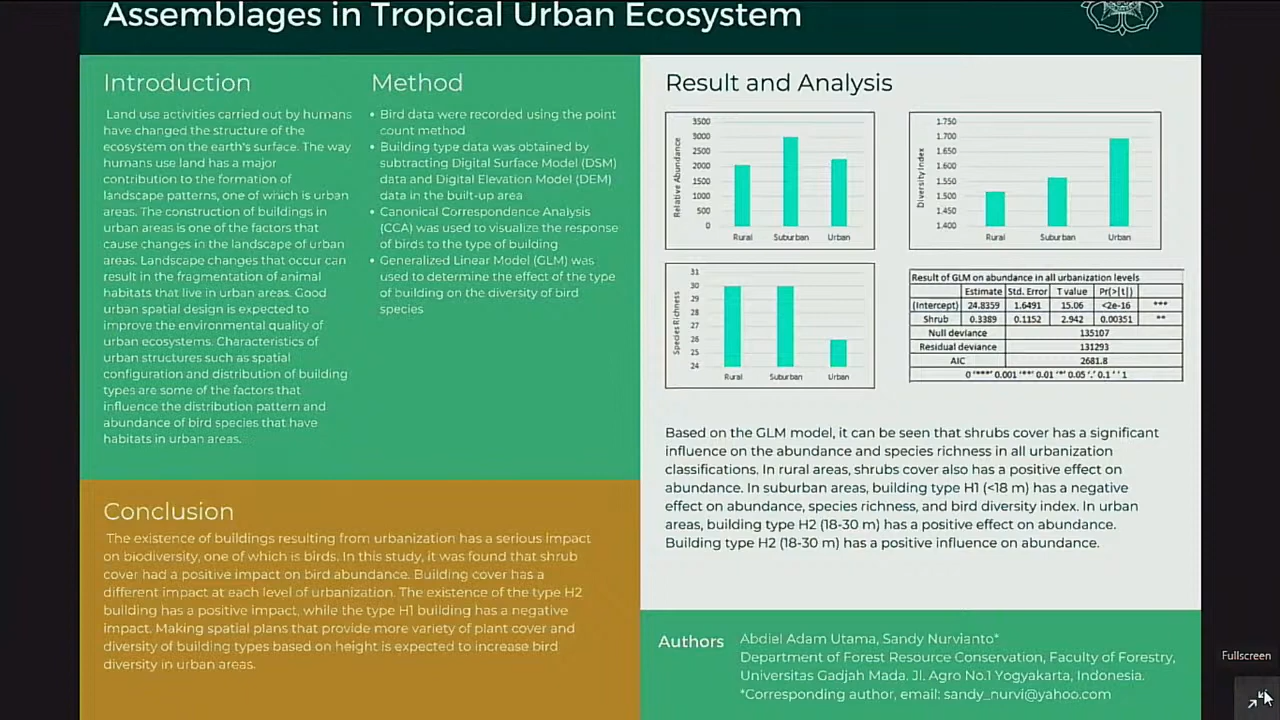 Assemblages in Tropical Urban Ecosystem
Introduction
Land use activities carried out by humans
have changed the structure of the
ecosystem on the earth's surface. The way
humans use land has a major
contribution to the formation of
landscape patterns, one of which is urban
areas. The construction of buildings in
urban areas is one of the factors that
cause changes in the landscape of urban
areas. Landscape changes that occur can
result in the fragmentation of animal
habitats that live in urban areas. Good
urban spatial design is expected to
improve the environmental quality of
urban ecosystems. Characteristics of
urban structures such as spatial
configuration and distribution of building
types are some of the factors that
influence the distribution pattern and
abundance of bird species that have
habitats in urban areas.
Method
• Bird data were recorded using the point
count method
• Building type data was obtained by
subtracting Digital Surface Model (DSM)
data and Digital Elevation Model (DEM)
data in the built-up area
• Canonical Correspondence Analysis
(CCA) was used to visualize the response
of birds to the type of building
• Generalized Linear Model (GLM) was
used to determine the effect of the type
of building on the diversity of bird
species
Conclusion
The existence of buildings resulting from urbanization has a serious impact
on biodiversity, one of which is birds. In this study, it was found that shrub
cover had a positive impact on bird abundance. Building cover has a
different impact at each level of urbanization. The existence of the type H2
building has a positive impact, while the type H1 building has a negative
impact. Making spatial plans that provide more variety of plant cover and
diversity of building types based on height is expected to increase bird
diversity in urban areas.
Result and Analysis
Relative Abundance
3500
3000
2500
2000
1500
1000
500
0
Rural Suburban Urban
Diversity Index
1.750
1.700
1.650
1.600
1.550
1.500
1.450
1.400
Rural Suburban Urban
Species Richness
31
30
29
28
27
26
25
24
Rural Suburban Urban
Result of GLM on abundance in all urbanization levels
Estimate Std. Error T value Pr(>[t])
(Intercept) 24.8359 1.6491 15.06 <2e-16 ***
Shrub 0.3389 0.1152 2.942 0.00351 **
Null deviance 135107
Residual deviance 131293
AIC 2681.8
0 '***' 0.001 '**' 0.01 '*' 0.05 '.' 0.1 ' ' 1
Based on the GLM model, it can be seen that shrubs cover has a significant
influence on the abundance and species richness in all urbanization
classifications. In rural areas, shrubs cover also has a positive effect on
abundance. In suburban areas, building type H1 (<18 m) has a negative
effect on abundance, species richness, and bird diversity index. In urban
areas, building type H2 (18-30 m) has a positive effect on abundance.
Building type H2 (18-30 m) has a positive influence on abundance.
Authors
Abdiel Adam Utama, Sandy Nurvianto*
Department of Forest Resource Conservation, Faculty of Forestry,
Universitas Gadjah Mada. Jl. Agro No.1 Yogyakarta, Indonesia.
*Corresponding author, email: sandy_nurvi@yahoo.com
Fullscreen